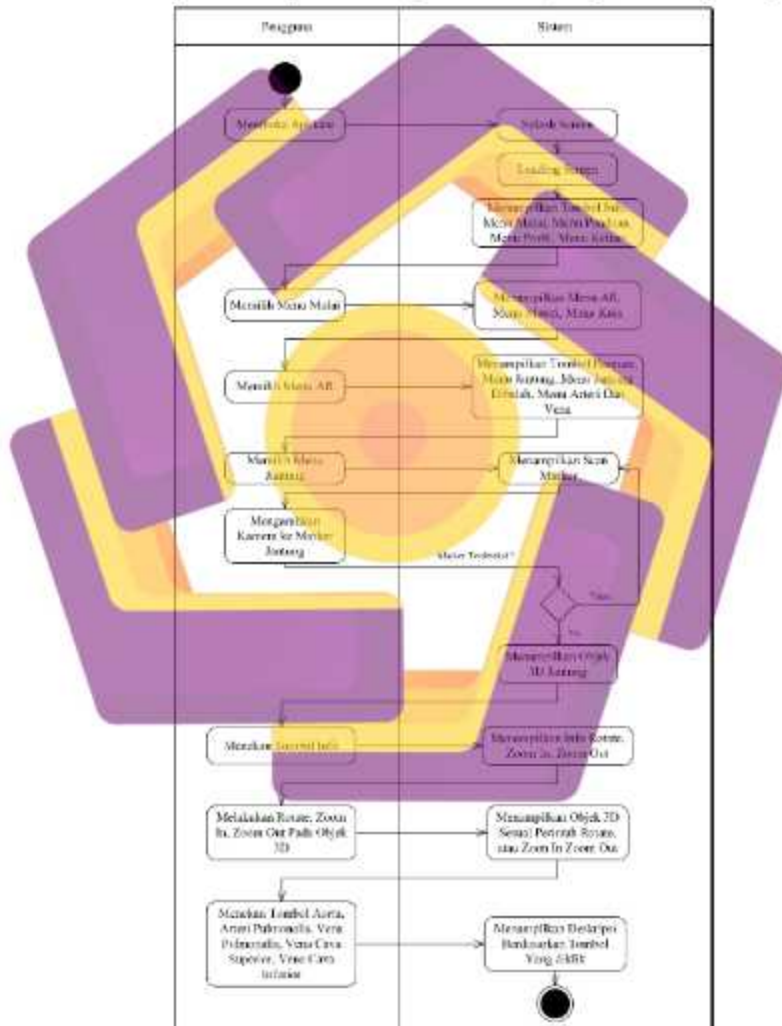 Pengguna
Sistem
Membuka Aplikasi
Splash Screen
Loading Screen
Menampilkan Tombol Info,
Menu Mulai, Menu Panduan,
Menu Profil, Menu Keluar
Memilih Menu Mulai
Menampilkan Menu AR,
Menu Materi, Menu Kuis
Memilih Menu AR
Menampilkan Tombol
Menu Jantung, Menu Jantung
Dibelah, Menu Arteri Dan
Vena
Memilih Menu
Jantung
Menampilkan Scan
Marker
Mengarahkan
Kamera ke Marker
Jantung
Marker Terdeteksi?
Tidak
Ya
Menampilkan Objek
3D Jantung
Menekan Tombol Info
Menampilkan Info Rotate,
Zoom In, Zoom Out
Melakukan Rotate, Zoom
In, Zoom Out Pada Objek
3D
Menampilkan Objek 3D
Sesuai Perintah Rotate,
atau Zoom In Zoom Out
Menekan Tombol Aorta,
Arteri Pulmonalis, Vena
Pulmonalis, Vena Cava
Superior, Vena Cava
Inferior
Menampilkan Deskripsi
Berdasarkan Tombol
Yang diklik